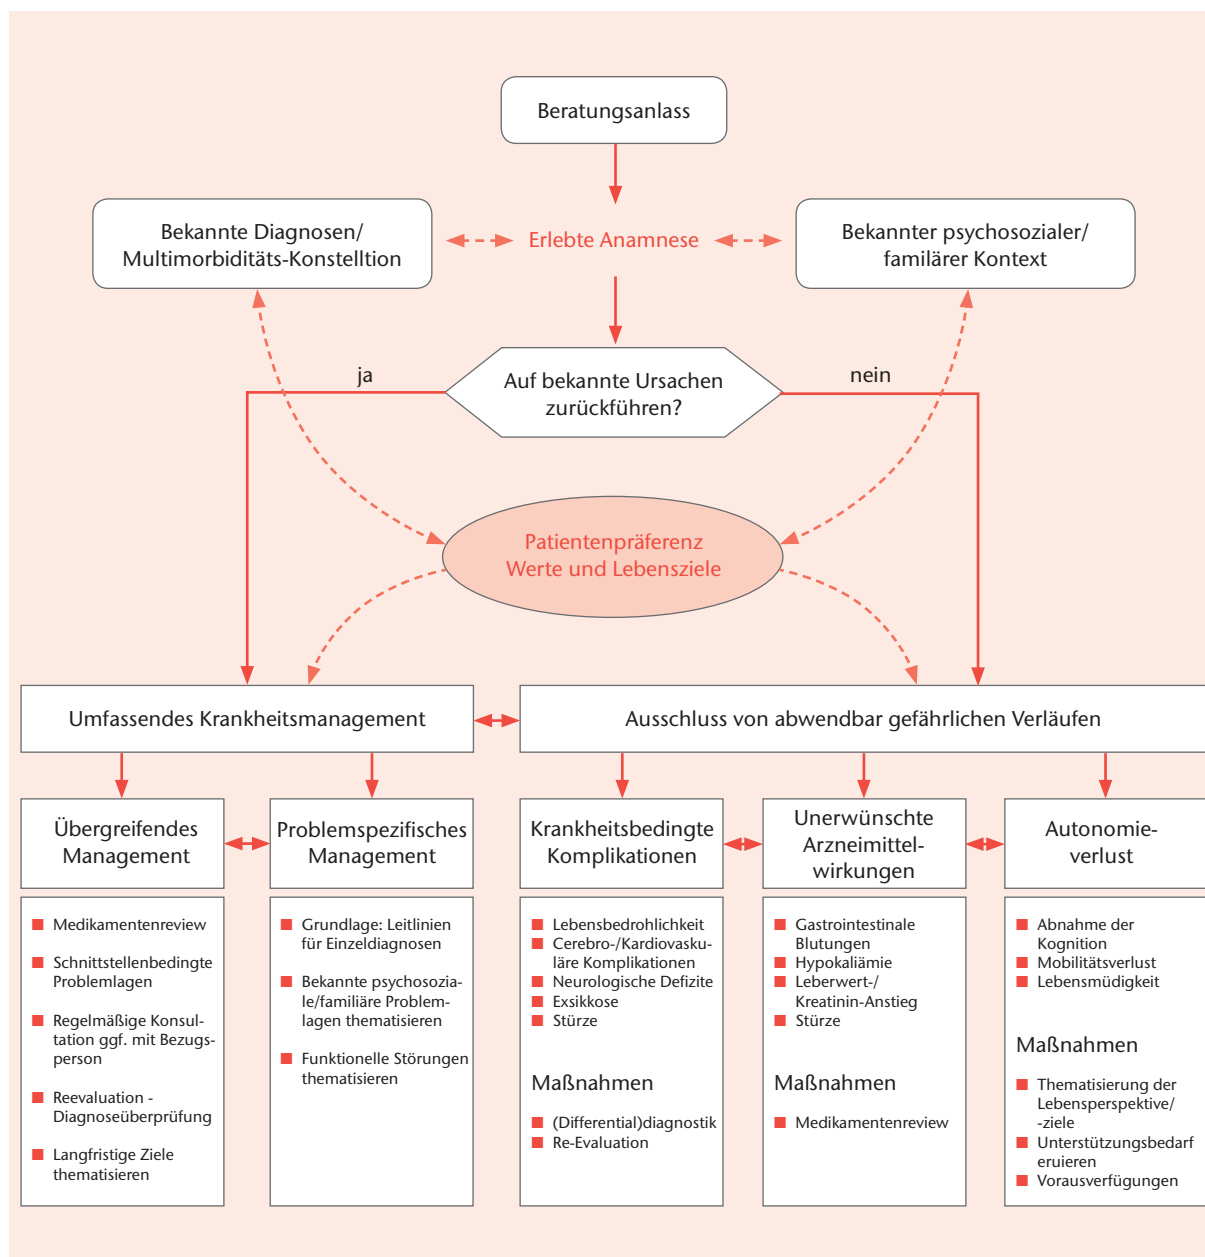 Beratungsanlass
Bekannte Diagnosen/
Multimorbiditäts-Konstelltion
Erlebte Anamnese
Bekannter psychosozialer/
familärer Kontext
ja
Auf bekannte Ursachen
zurückführen?
nein
Patientenpräferenz
Werte und Lebensziele
Umfassendes Krankheitsmanagement
Ausschluss von abwendbar gefährlichen Verläufen
Übergreifendes
Management
Problemspezifisches
Management
Krankheitsbedingte
Komplikationen
Unerwünschte
Arzneimittel-
wirkungen
Autonomie-
verlust
Medikamentenreview
Schnittstellenbedingte
Problemlagen
Regelmäßige Konsul-
tation ggf. mit Bezugs-
person
Reevaluation -
Diagnoseüberprüfung
Langfristige Ziele
thematisieren
Grundlage: Leitlinien
für Einzeldiagnosen
Bekannte psychosozia-
le/familiäre Problem-
lagen thematisieren
Funktionelle Störungen
thematisieren
Lebensbedrohlichkeit
Cerebro-/Kardiovasku-
läre Komplikationen
Neurologische Defizite
Exsikkose
Stürze
Maßnahmen
(Differential)diagnostik
Re-Evaluation
Gastrointestinale
Blutungen
Hypokaliämie
Leberwert-/
Kreatinin-Anstieg
Stürze
Maßnahmen
Medikamentenreview
Abnahme der
Kognition
Mobilitätsverlust
Lebensmüdigkeit
Maßnahmen
Thematisierung der
Lebensperspektive/
-ziele
Unterstützungsbedarf
eruieren
Vorausverfügungen